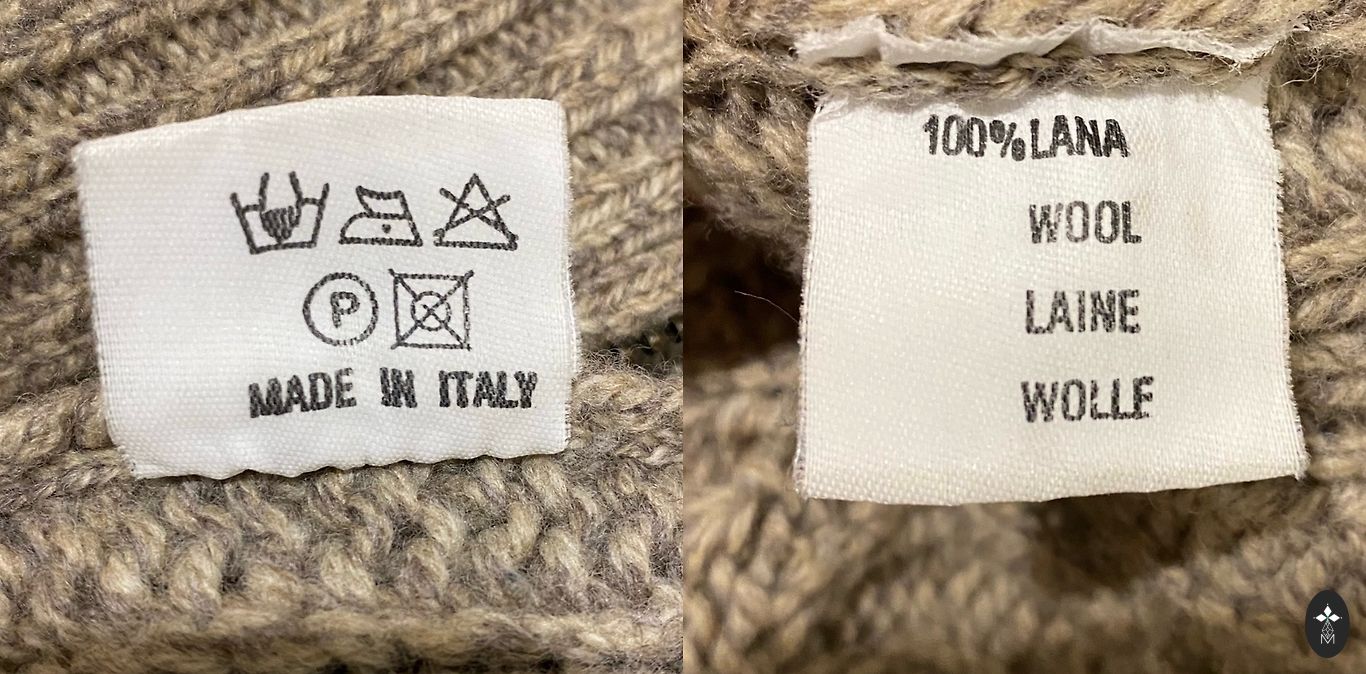 P
MADE IN ITALY
100% LANA
WOOL
LAINE
WOLLE
M